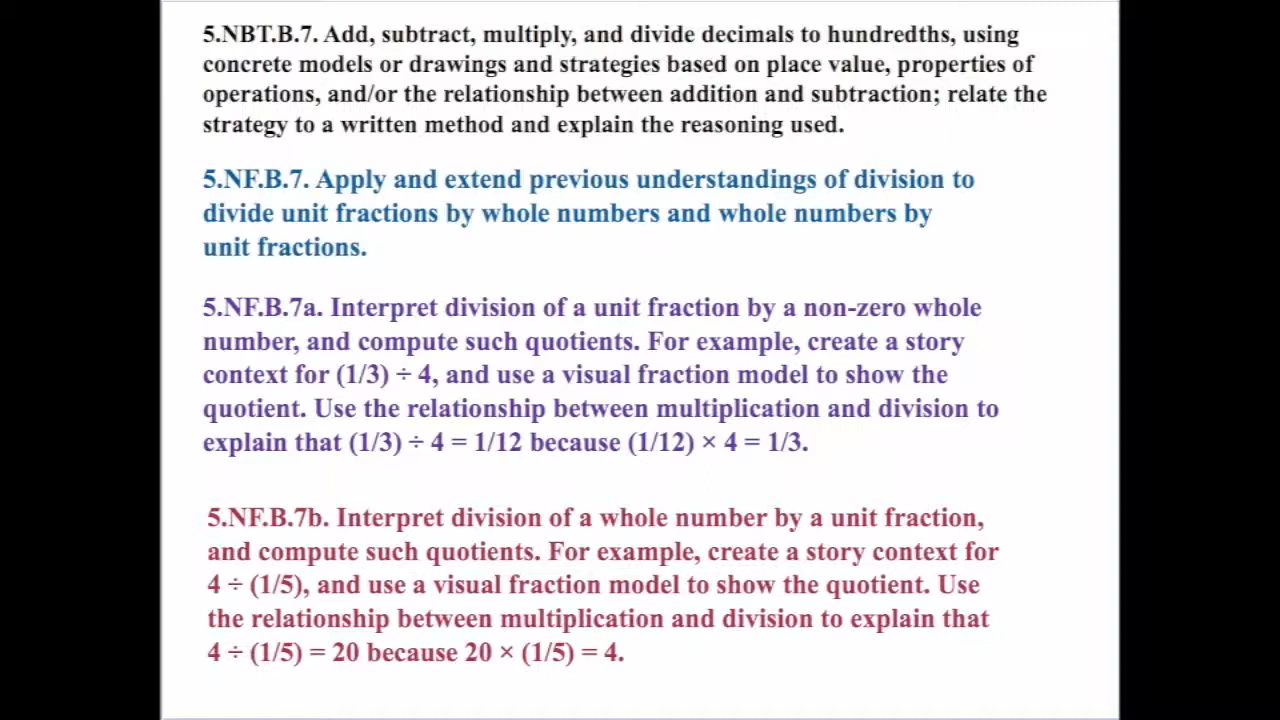 5.NBT.B.7. Add, subtract, multiply, and divide decimals to hundredths, using
concrete models or drawings and strategies based on place value, properties of
operations, and/or the relationship between addition and subtraction; relate the
strategy to a written method and explain the reasoning used.
5.NF.B.7. Apply and extend previous understandings of division to
divide unit fractions by whole numbers and whole numbers by
unit fractions.
5.NF.B.7a. Interpret division of a unit fraction by a non-zero whole
number, and compute such quotients. For example, create a story
context for (1/3) ÷ 4, and use a visual fraction model to show the
quotient. Use the relationship between multiplication and division to
explain that (1/3) ÷ 4 = 1/12 because (1/12) × 4 = 1/3.
5.NF.B.7b. Interpret division of a whole number by a unit fraction,
and compute such quotients. For example, create a story context for
4 ÷ (1/5), and use a visual fraction model to show the quotient. Use
the relationship between multiplication and division to explain that
4 ÷ (1/5) = 20 because 20 × (1/5) = 4.